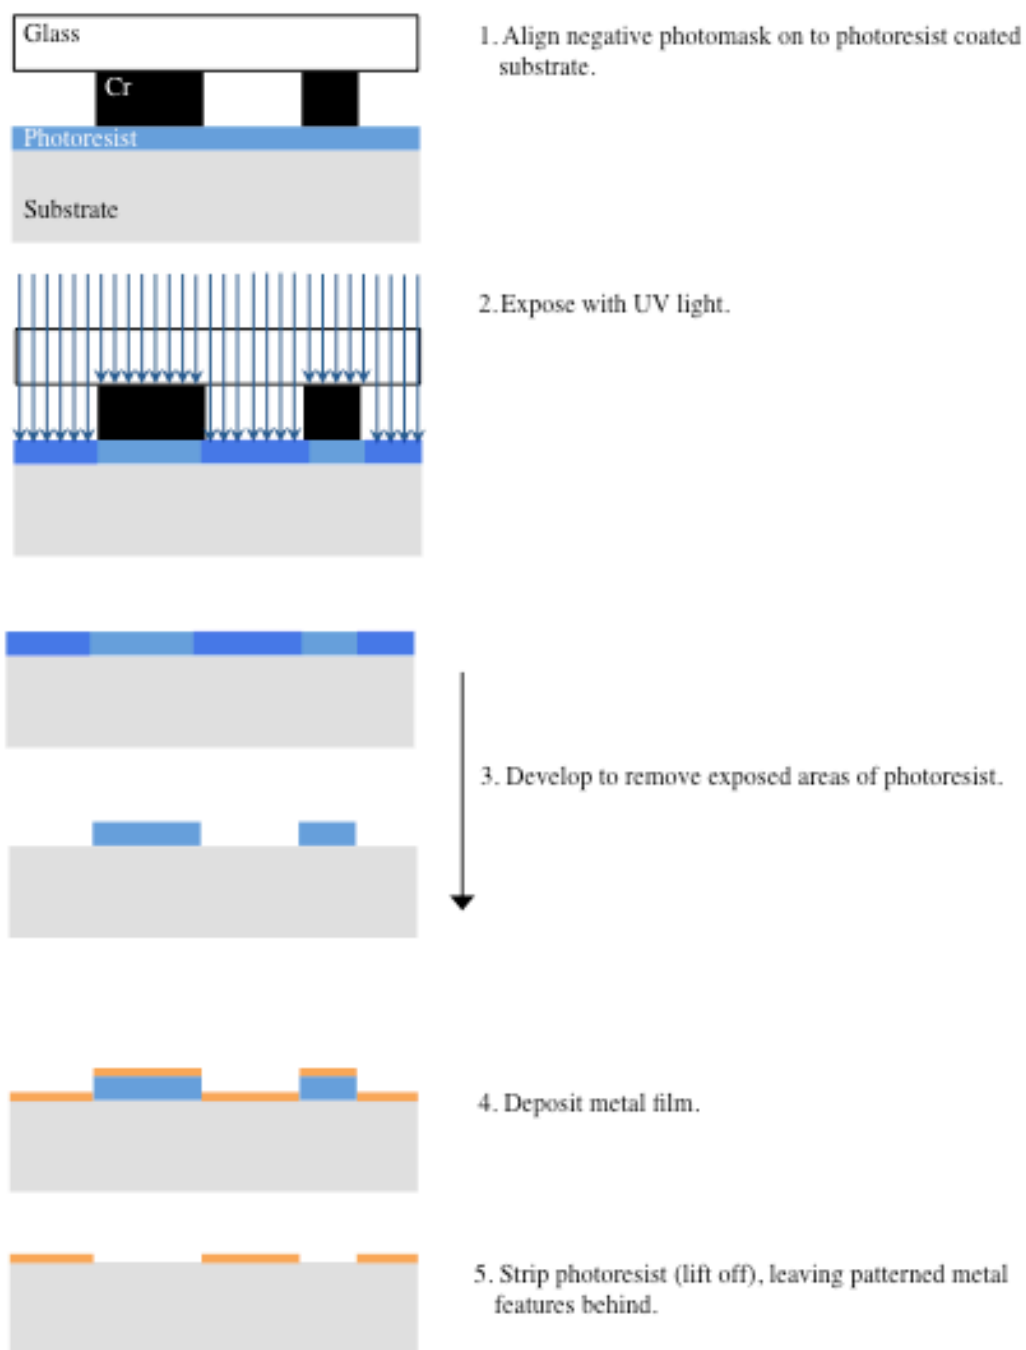 Glass
Cr
Photoresist
Substrate
1. Align negative photomask on to photoresist coated
substrate.
2.Expose with UV light.
3. Develop to remove exposed areas of photoresist.
4. Deposit metal film.
5. Strip photoresist (lift off), leaving patterned metal
features behind.